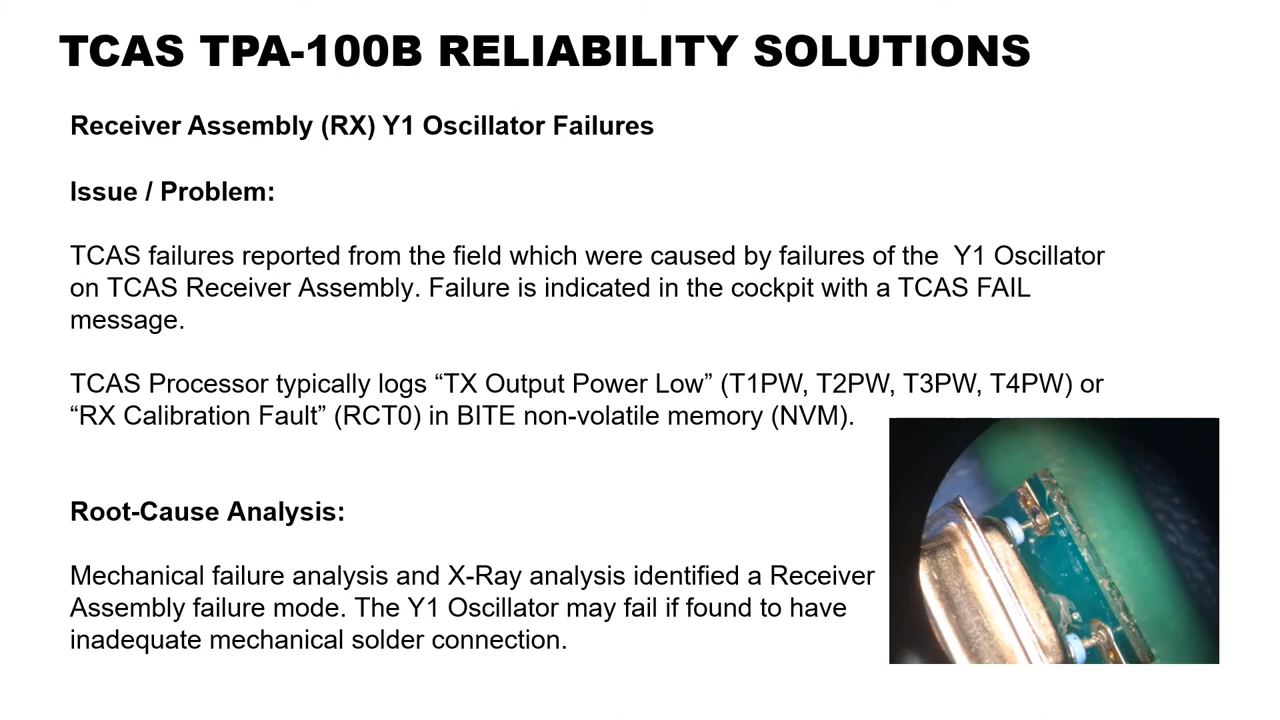 TCAS TPA-100B RELIABILITY SOLUTIONS
Receiver Assembly (RX) Y1 Oscillator Failures
Issue / Problem:
TCAS failures reported from the field which were caused by failures of the  Y1 Oscillator
on TCAS Receiver Assembly. Failure is indicated in the cockpit with a TCAS FAIL
message.
TCAS Processor typically logs “TX Output Power Low” (T1PW, T2PW, T3PW, T4PW) or
“RX Calibration Fault” (RCT0) in BITE non-volatile memory (NVM).
Root-Cause Analysis:
Mechanical failure analysis and X-Ray analysis identified a Receiver
Assembly failure mode. The Y1 Oscillator may fail if found to have
inadequate mechanical solder connection.